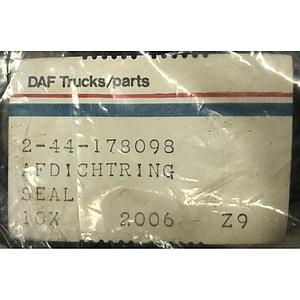 DAF Trucks/parts
2-44-178098
AFDICHTRING
SEAL
10X 2006 Z9